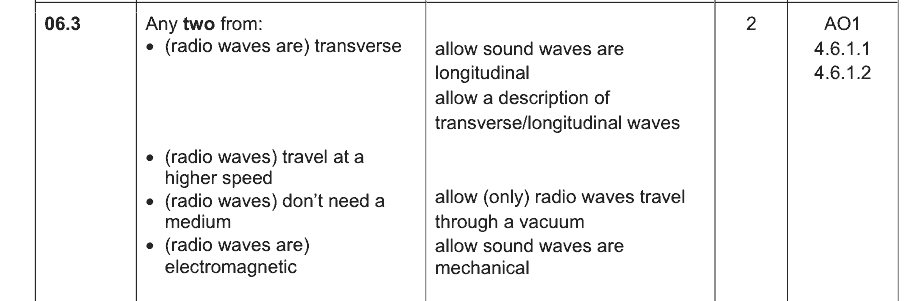 06.3
Any two from:
• (radio waves are) transverse
allow sound waves are
longitudinal
allow a description of
transverse/longitudinal waves
• (radio waves) travel at a
higher speed
• (radio waves) don’t need a
medium
allow (only) radio waves travel
through a vacuum
• (radio waves are)
electromagnetic
allow sound waves are
mechanical
2
AO1
4.6.1.1
4.6.1.2